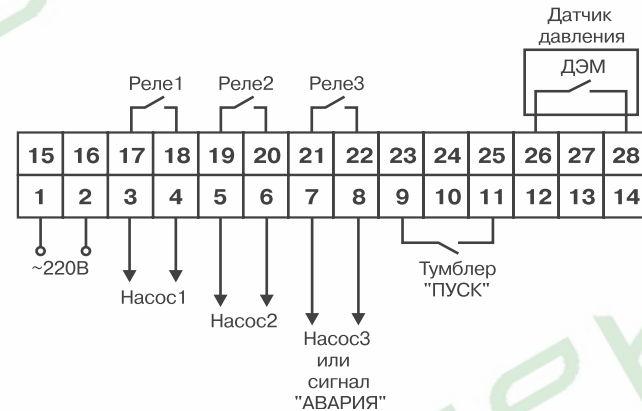 Датчик
давления
ДЭМ
Реле1 Реле2 Реле3
15 16 17 18 19 20 21 22 23 24 25 26 27 28
1 2 3 4 5 6 7 8 9 10 11 12 13 14
~220В
Насос1
Насос2
Насос3
или
сигнал
"АВАРИЯ"
Тумблер
"ПУСК"